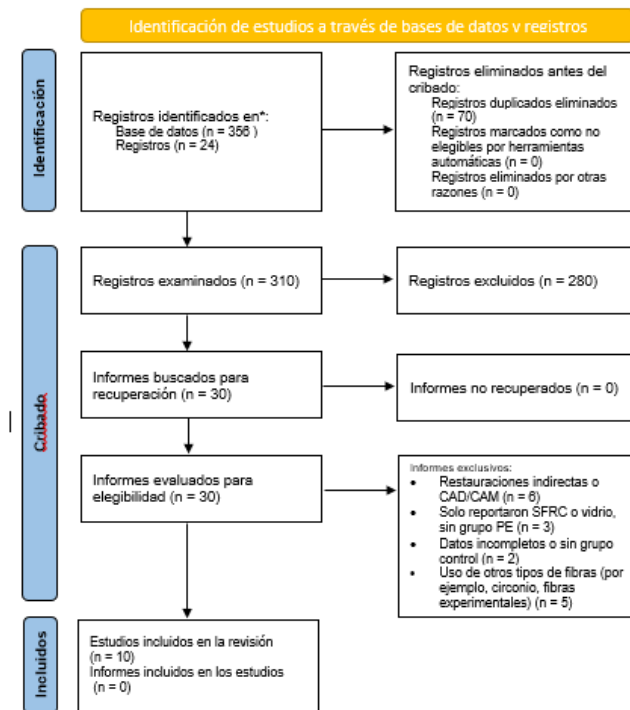 Identificación de estudios a través de bases de datos y registros
Identificación
Registros identificados en*:
Base de datos (n = 356 )
Registros (n = 24)
Registros eliminados antes del
cribado:
Registros duplicados eliminados
(n = 70)
Registros marcados como no
elegibles por herramientas
automáticas (n = 0)
Registros eliminados por otras
razones (n = 0)
Cribado
Registros examinados (n = 310)
Registros excluidos (n = 280)
Informes buscados para
recuperación (n = 30)
Informes no recuperados (n = 0)
Informes evaluados para
elegibilidad (n = 30)
Informes exclusivos:
• Restauraciones indirectas o
CAD/CAM (n = 6)
• Solo reportaron SFRC o vidrio,
sin grupo PE (n = 3)
• Datos incompletos o sin grupo
control (n = 2)
• Uso de otros tipos de fibras (por
ejemplo, circonio, fibras
experimentales) (n = 5)
Incluidos
Estudios incluidos en la revisión
(n = 10)
Informes incluidos en los estudios
(n = 0)